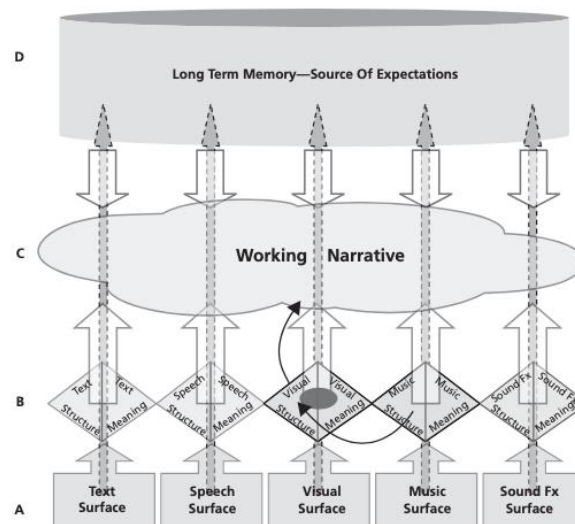 D
Long Term Memory—Source Of Expectations
C
Working Narrative
B
Text
Text
Structure
Meaning
Speech
Speech
Structure
Meaning
Visual
Visual
Structure
Meaning
Music
Music
Structure
Meaning
Sound Fx
Sound Fx
Structure
Meaning
A
Text
Surface
Speech
Surface
Visual
Surface
Music
Surface
Sound Fx
Surface